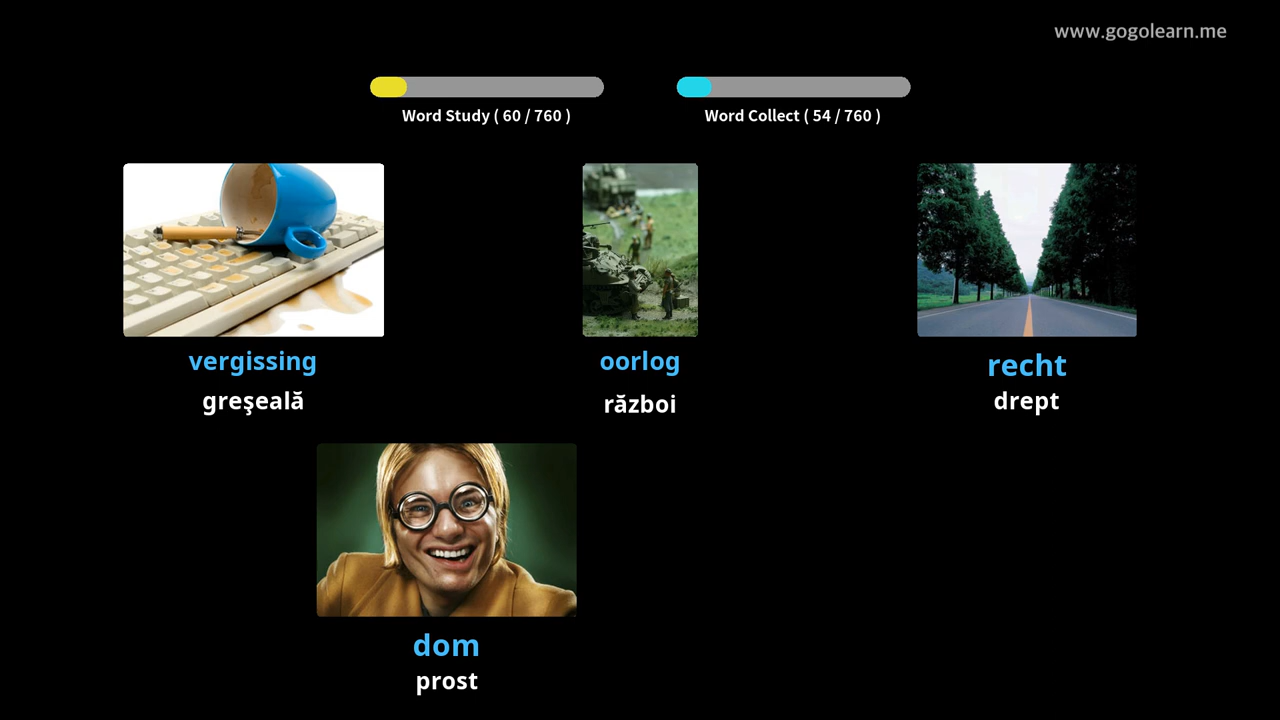 www.gogolearn.me
Word Study ( 60 / 760 )
Word Collect ( 54 / 760 )
vergissing
greşeală
oorlog
război
recht
drept
dom
prost